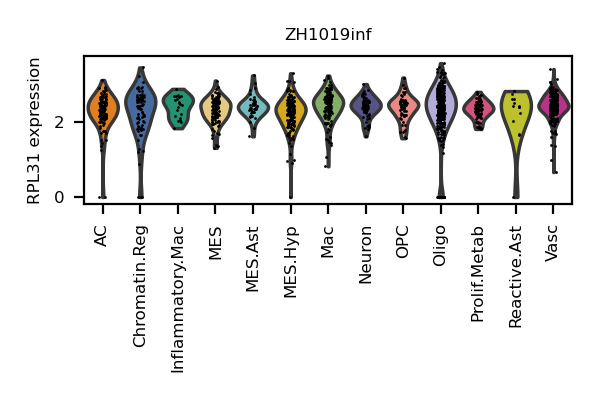 ZH1019inf
RPL31 expression
2
0
AC
Chromatin.Reg
Inflammatory.Mac
MES
MES.Ast
MES.Hyp
Mac
Neuron
OPC
Oligo
Prolif.Metab
Reactive.Ast
Vasc